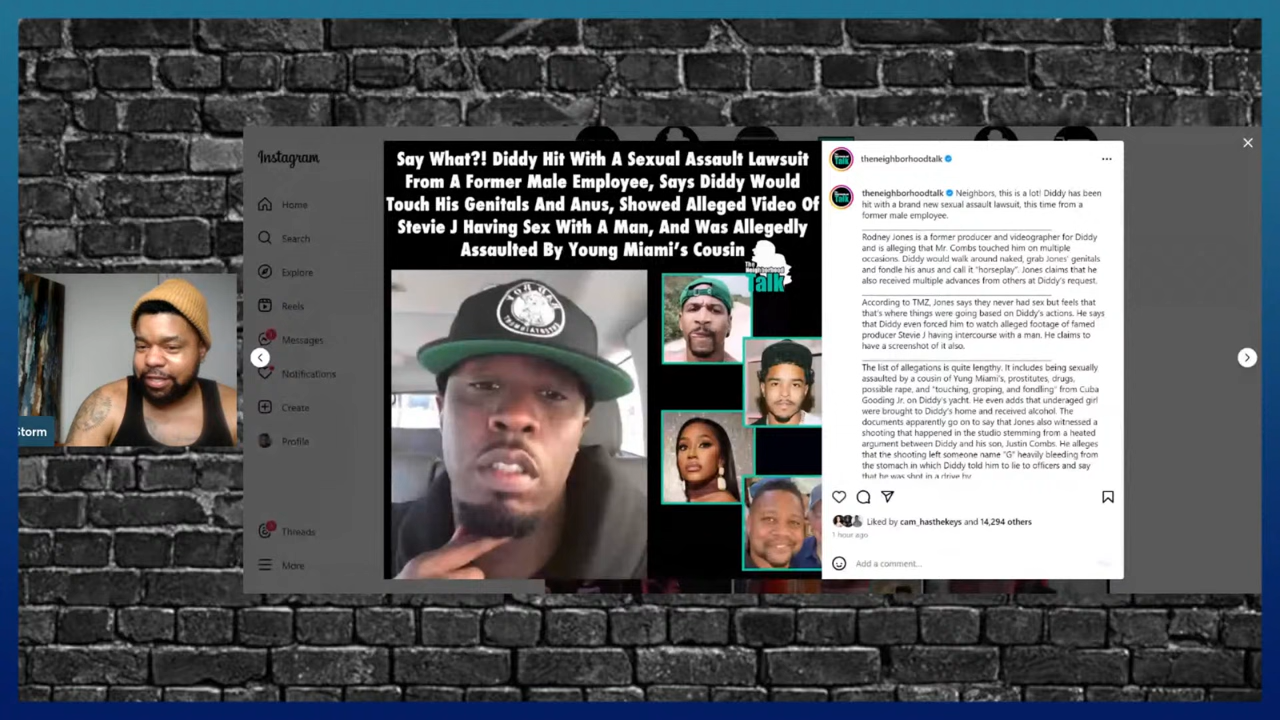 Instagram
Home
Search
Explore
Reels
Messages
Notifications
Create
Profile
Threads
More
Storm
Say What?! Diddy Hit With A Sexual Assault Lawsuit
From A Former Male Employee, Says Diddy Would
Touch His Genitals And Anus, Showed Alleged Video Of
Stevie J Having Sex With A Man, And Was Allegedly
Assaulted By Young Miami's Cousin
The
Neighborhood
Talk
theneighborhoodtalk
theneighborhoodtalk Neighbors, this is a lot! Diddy has been
hit with a brand new sexual assault lawsuit, this time from a
former male employee.
Rodney Jones is a former producer and videographer for Diddy
and is alleging that Mr. Combs touched him on multiple
occasions. Diddy would walk around naked, grab Jones' genitals
and fondle his anus and call it "horseplay". Jones claims that he
also received multiple advances from others at Diddy's request.
According to TMZ, Jones says they never had sex but feels that
that's where things were going based on Diddy's actions. He says
that Diddy even forced him to watch alleged footage of famed
producer Stevie J having intercourse with a man. He claims to
have a screenshot of it also.
The list of allegations is quite lengthy. It includes being sexually
assaulted by a cousin of Yung Miami's, prostitutes, drugs,
possible rape, and "touching, groping, and fondling" from Cuba
Gooding Jr. on Diddy's yacht. He even adds that underaged girl
were brought to Diddy's home and received alcohol. The
documents apparently go on to say that Jones also witnessed a
shooting that happened in the studio stemming from a heated
argument between Diddy and his son, Justin Combs. He alleges
that the shooting left someone name "G" heavily bleeding from
the stomach in which Diddy told him to lie to officers and say
that he was shot in a drive by
Liked by cam_hasthekeys and 14,294 others
1 hour ago
Add a comment...